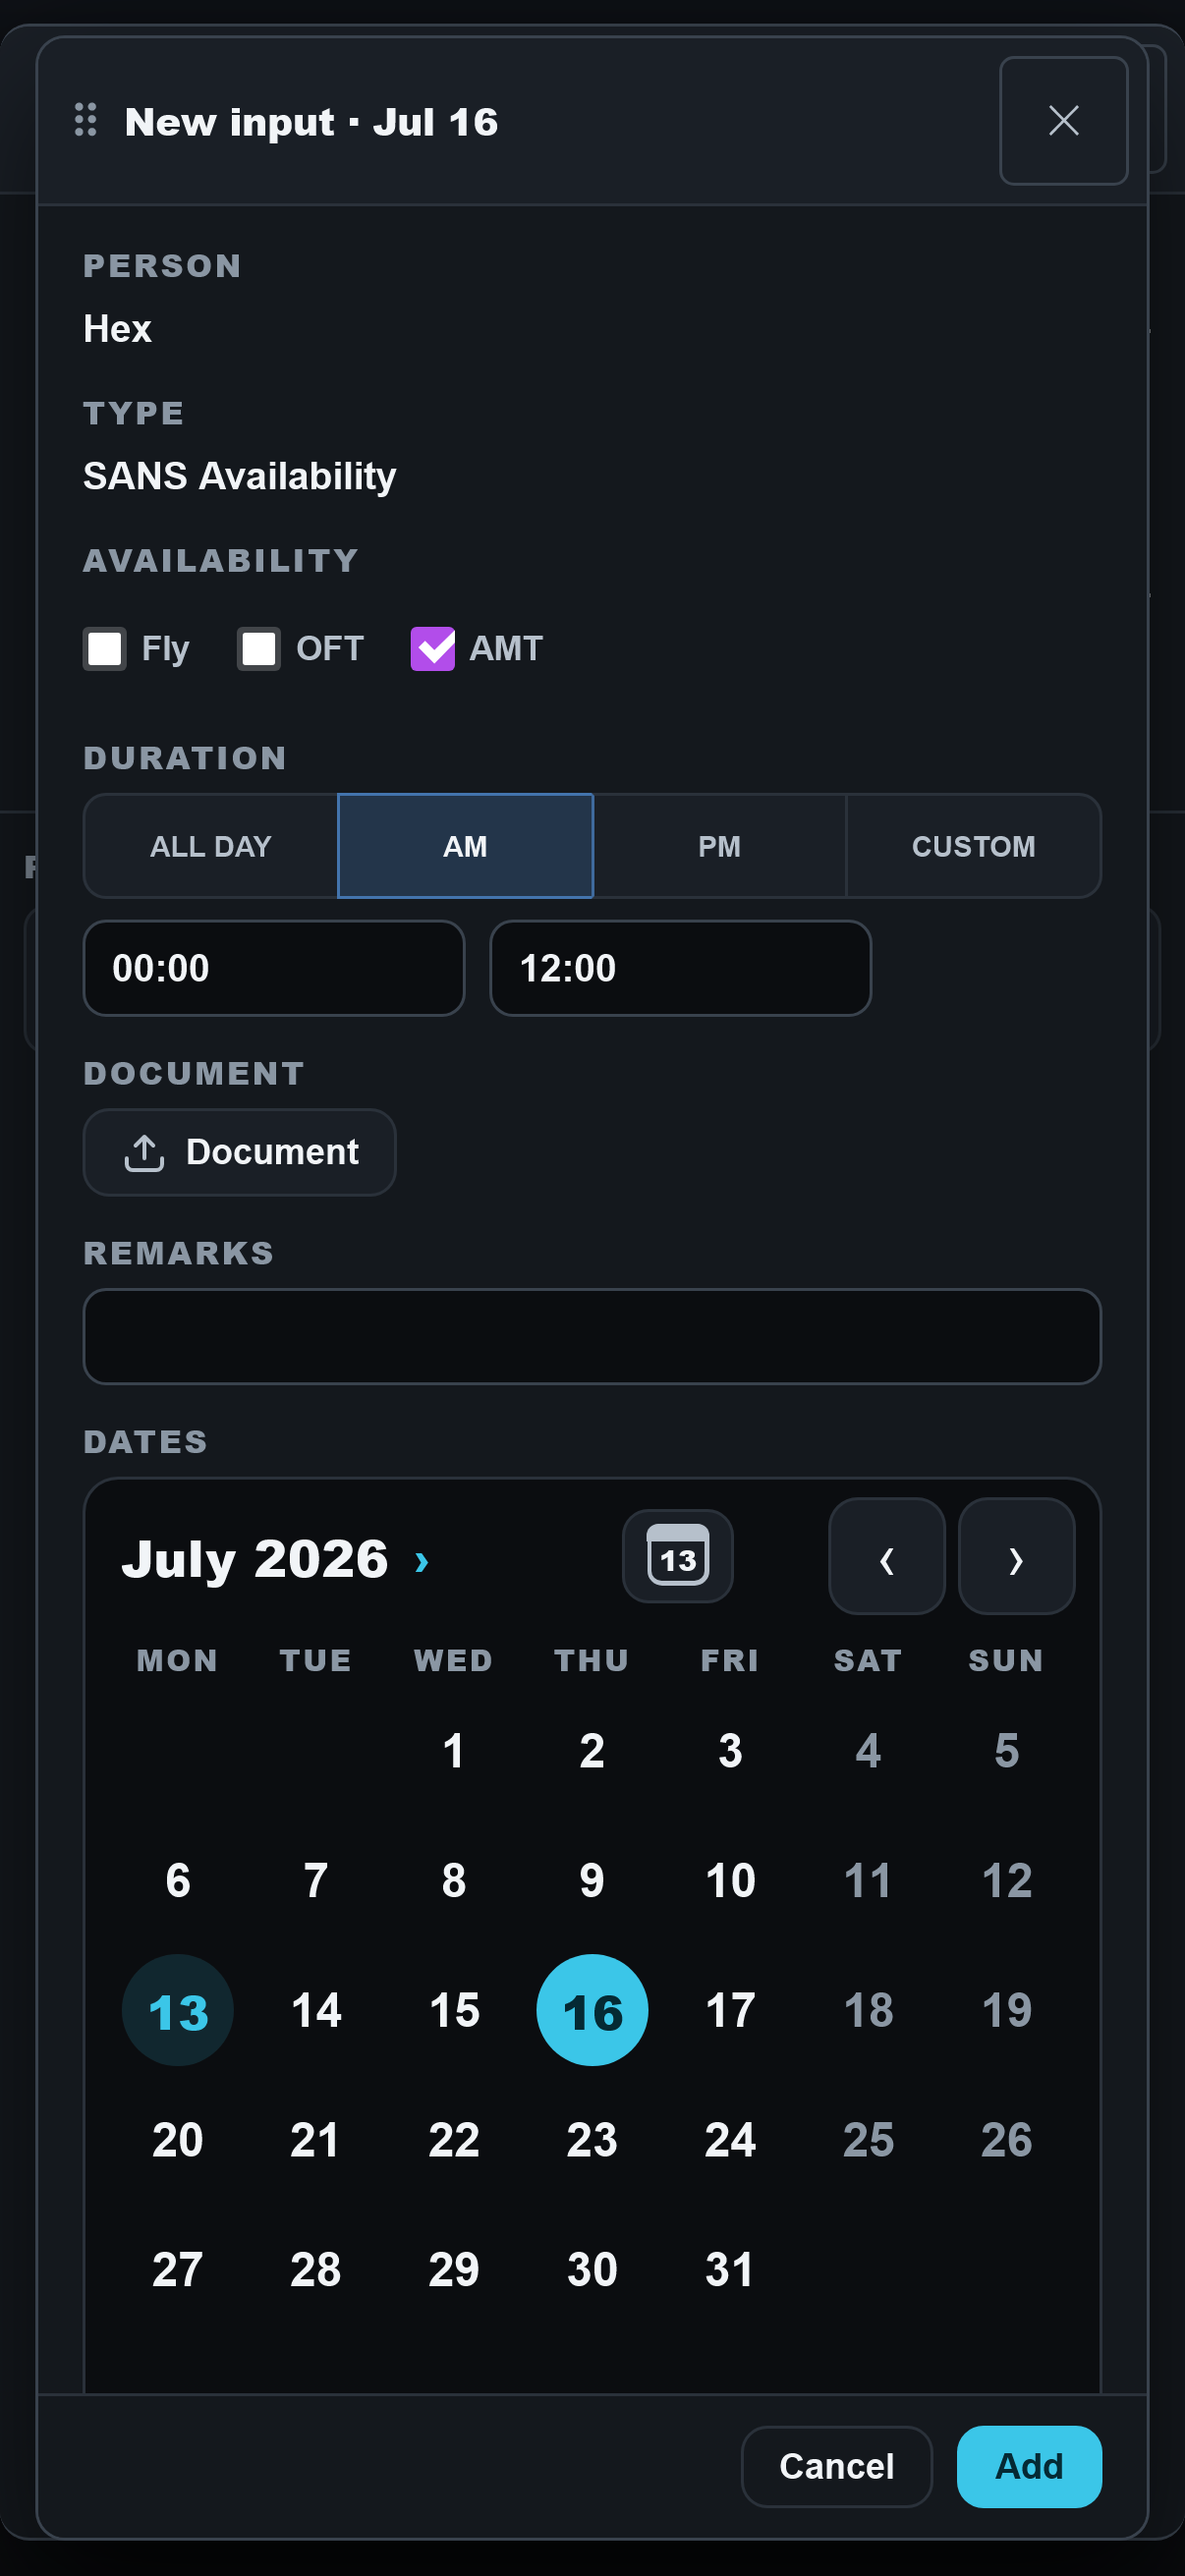 New input · Jul 16
PERSON
Hex
TYPE
SANS Availability
AVAILABILITY
Fly OFT AMT
DURATION
ALL DAY AM PM CUSTOM
00:00 12:00
DOCUMENT
Document
REMARKS
DATES
July 2026 › 13 ‹ ›
MON TUE WED THU FRI SAT SUN
1 2 3 4 5
6 7 8 9 10 11 12
13 14 15 16 17 18 19
20 21 22 23 24 25 26
27 28 29 30 31
Cancel Add